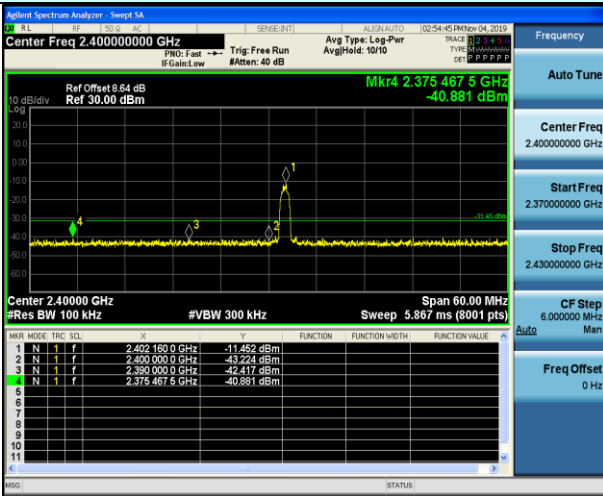 Agilent Spectrum Analyzer - Swept SA
RL RF 50 Ω AC SENSE:INT ALIGN AUTO 02:54:45 PM Nov 04, 2019
Center Freq 2.400000000 GHz
PNO: Fast
IFGain:Low
Trig: Free Run
#Atten: 40 dB
Avg Type: Log-Pwr
Avg|Hold: 10/10
TRACE 1 2 3 4 5 6
TYPE M
DET P P P P P P
Mkr4 2.375 467 5 GHz
-40.881 dBm
Ref Offset 8.64 dB
10 dB/div Ref 30.00 dBm
Log
20.0
10.0
0.00
-10.0
-20.0
-30.0
-40.0
-50.0
-60.0
1
2
3
4
-31.45 dBm
Center 2.40000 GHz Span 60.00 MHz
#Res BW 100 kHz #VBW 300 kHz Sweep 5.867 ms (8001 pts)
MKR MODE TRC SCL X Y FUNCTION FUNCTION WIDTH FUNCTION VALUE
1 N 1 f 2.402 160 0 GHz -11.452 dBm
2 N 1 f 2.400 000 0 GHz -43.224 dBm
3 N 1 f 2.390 000 0 GHz -42.417 dBm
4 N 1 f 2.375 467 5 GHz -40.881 dBm
5
6
7
8
9
10
11
MSG STATUS
Frequency
Auto Tune
Center Freq
2.400000000 GHz
Start Freq
2.370000000 GHz
Stop Freq
2.430000000 GHz
CF Step
6.000000 MHz
Auto Man
Freq Offset
0 Hz